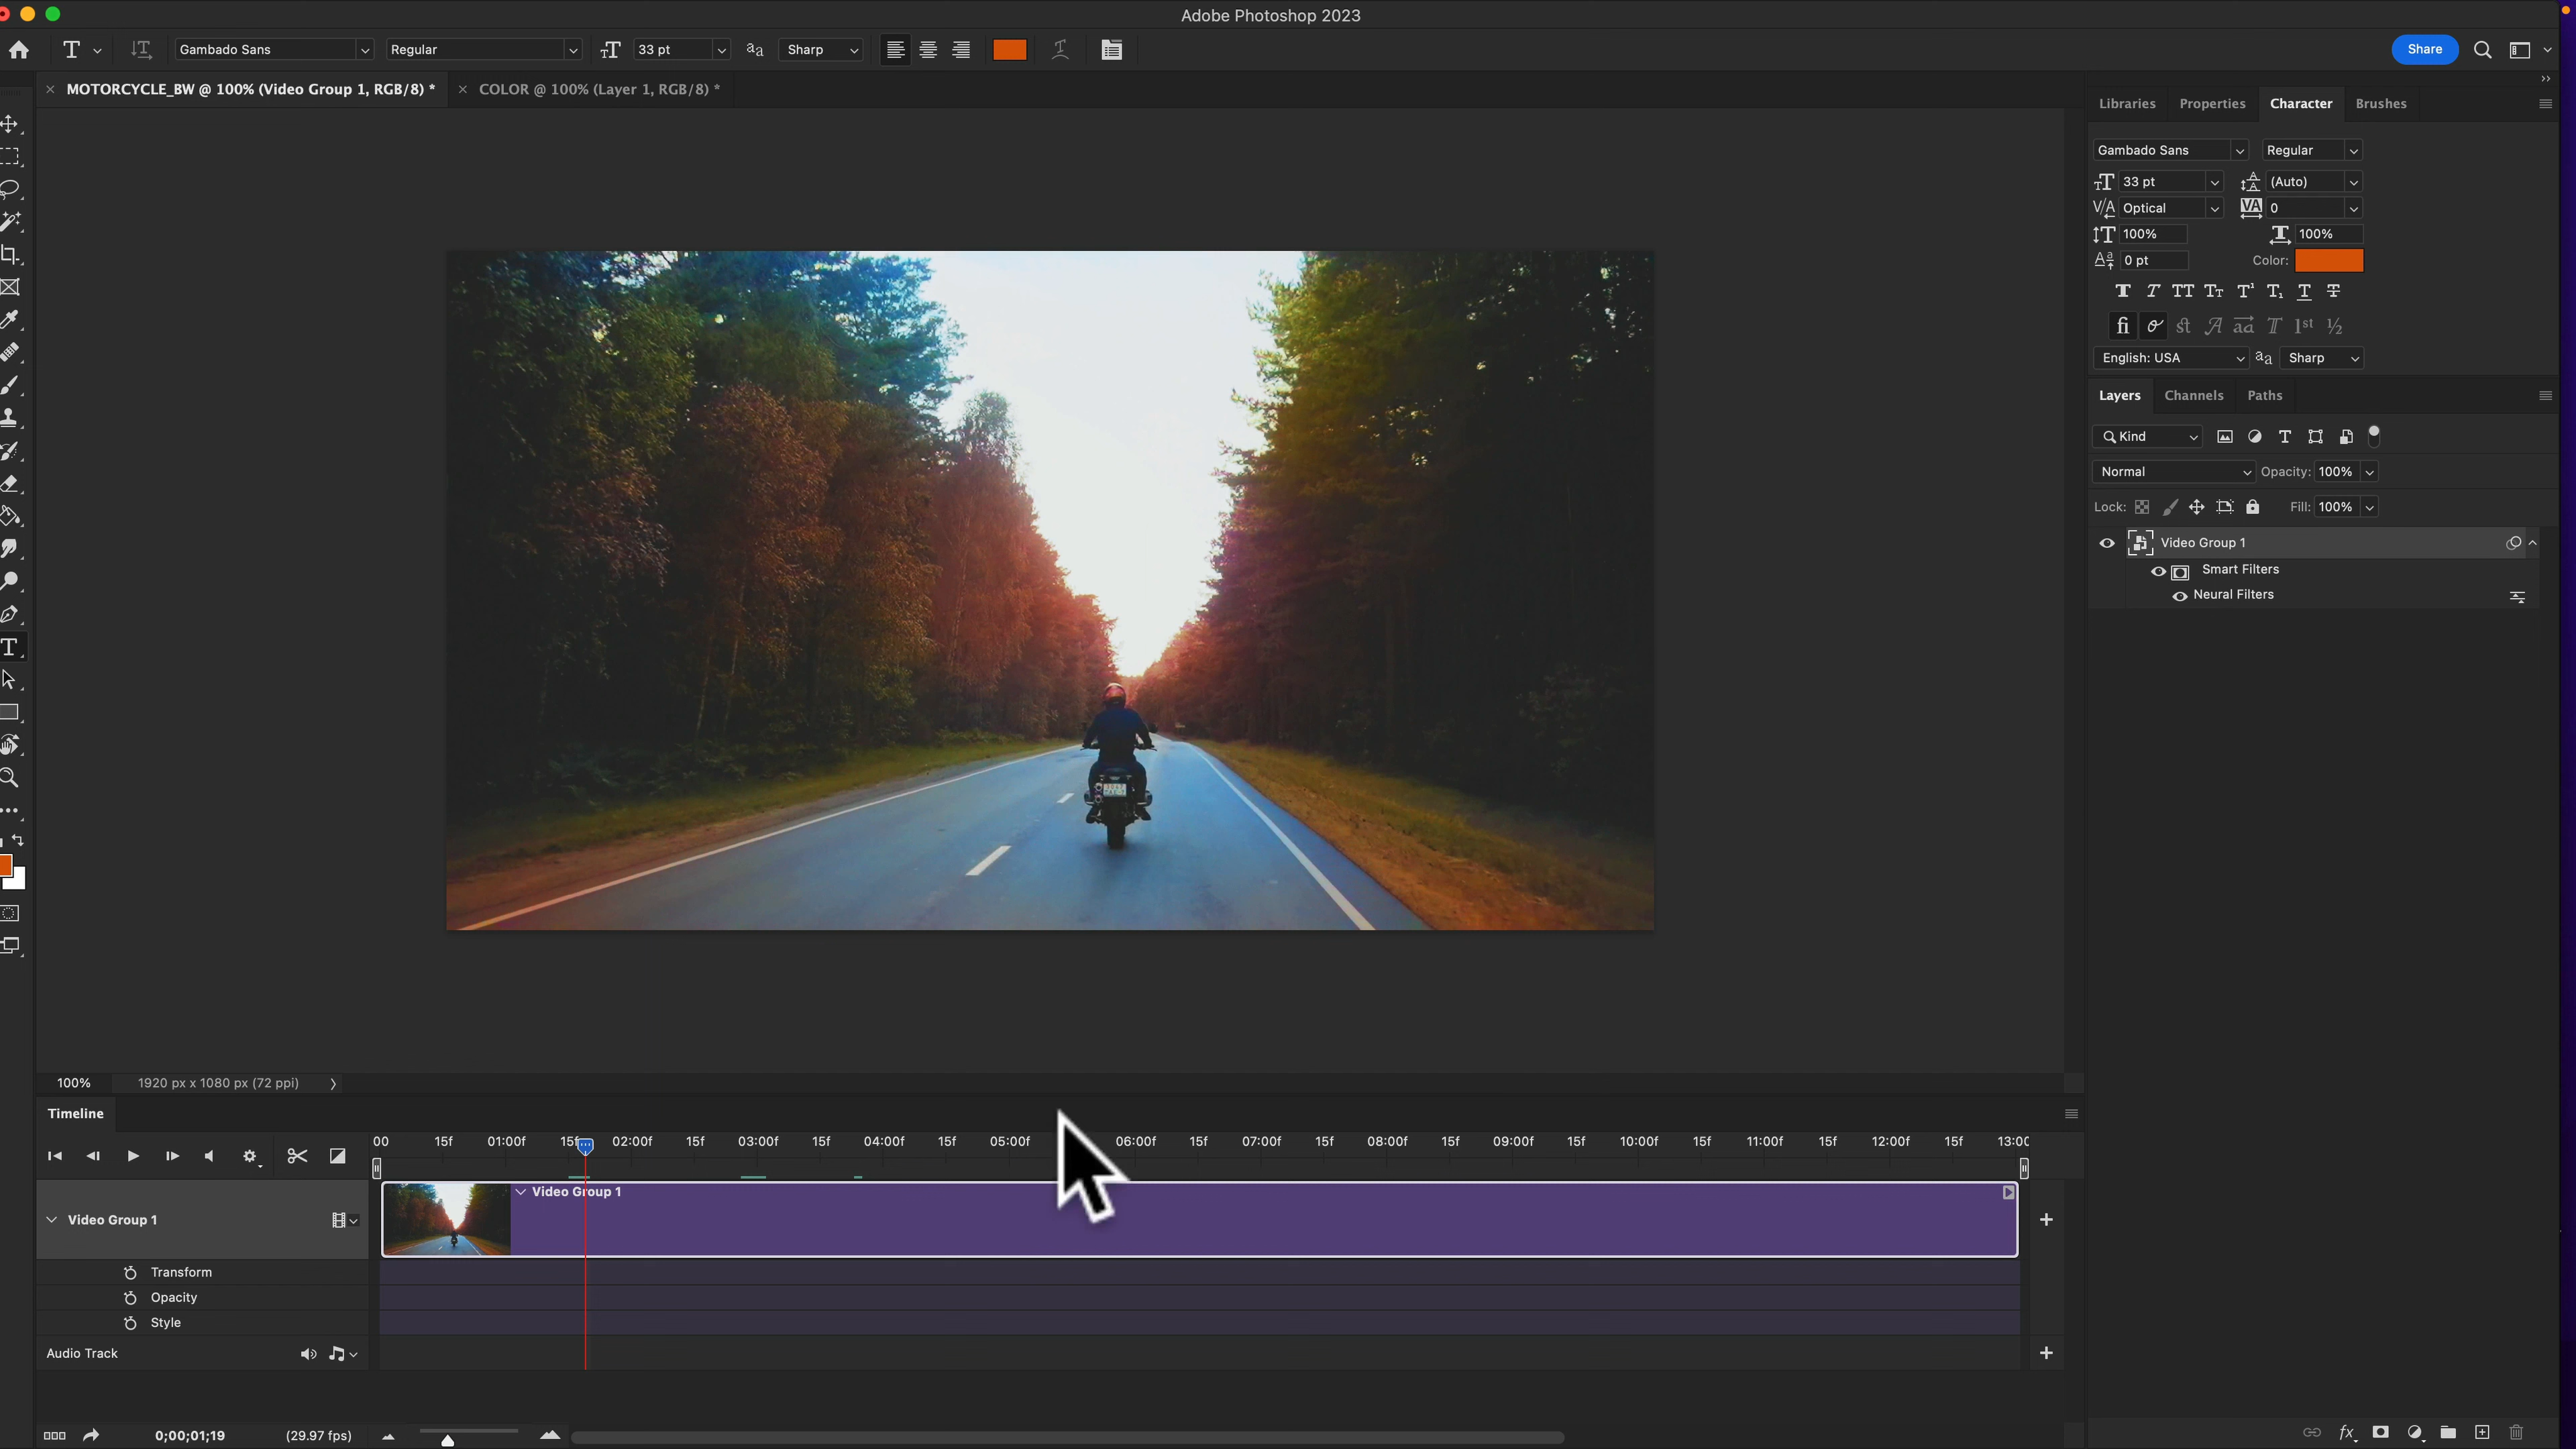 Adobe Photoshop 2023
Gambado Sans Regular 33 pt Sharp Share
MOTORCYCLE_BW @ 100% (Video Group 1, RGB/8) * COLOR @ 100% (Layer 1, RGB/8) *
Libraries Properties Character Brushes
Gambado Sans Regular
33 pt (Auto)
Optical 0
100% 100%
0 pt Color:
English: USA Sharp
Layers Channels Paths
Kind
Normal Opacity: 100%
Lock: Fill: 100%
Video Group 1
Smart Filters
Neural Filters
100% 1920 px x 1080 px (72 ppi)
Timeline
00 15f 01:00f 15f 02:00f 15f 03:00f 15f 04:00f 15f 05:00f 06:00f 15f 07:00f 15f 08:00f 15f 09:00f 15f 10:00f 15f 11:00f 15f 12:00f 15f 13:00
Video Group 1
Video Group 1
Transform
Opacity
Style
Audio Track
0;00;01;19 (29.97 fps)